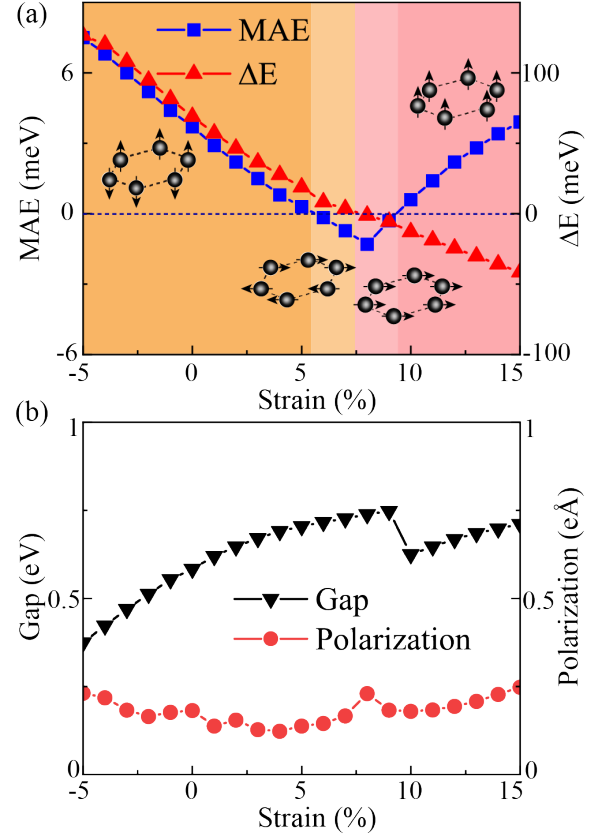 (a)
MAE
ΔE
6
0
-6
MAE (meV)
100
0
-100
ΔE (meV)
-5
0
5
10
15
Strain (%)
(b)
1
0.5
0
Gap (eV)
Gap
Polarization
1
0.5
0
Polarization (eÅ)
-5
0
5
10
15
Strain (%)